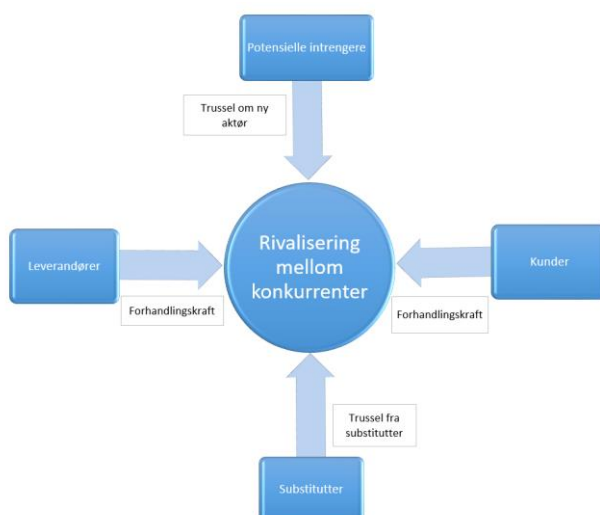 Potensielle intrengere
Trussel om ny
aktør
Rivalisering
mellom
konkurrenter
Leverandører
Kunder
Forhandlingskraft
Forhandlingskraft
Trussel fra
substitutter
Substitutter